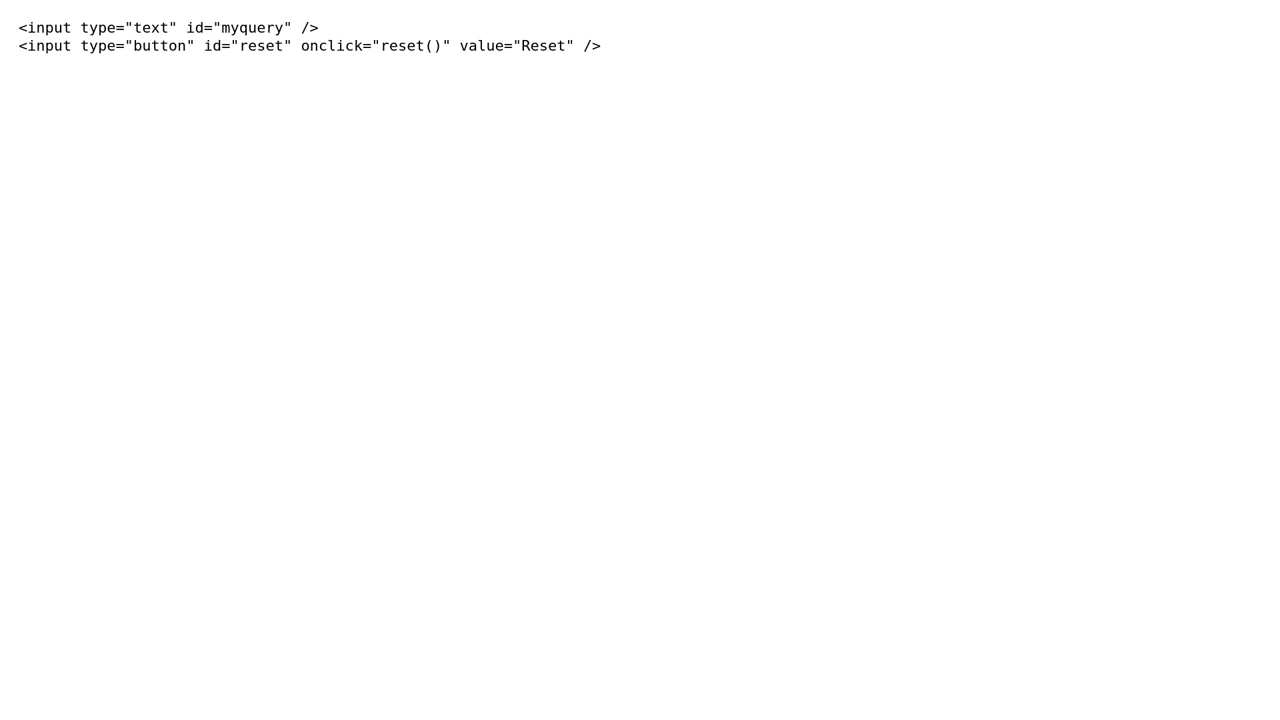 <input type="text" id="myquery" />
<input type="button" id="reset" onclick="reset()" value="Reset" />